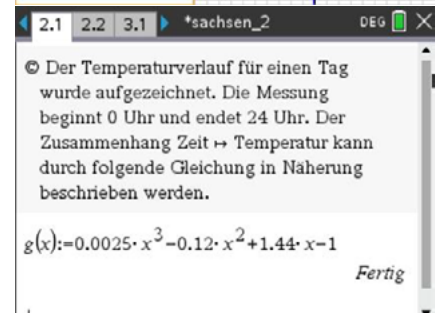 2.1 2.2 3.1 *sachsen_2 DEG
© Der Temperaturverlauf für einen Tag
wurde aufgezeichnet. Die Messung
beginnt 0 Uhr und endet 24 Uhr. Der
Zusammenhang Zeit ↦ Temperatur kann
durch folgende Gleichung in Näherung
beschrieben werden.
g(x):=0.0025·x³−0.12·x²+1.44·x−1
Fertig